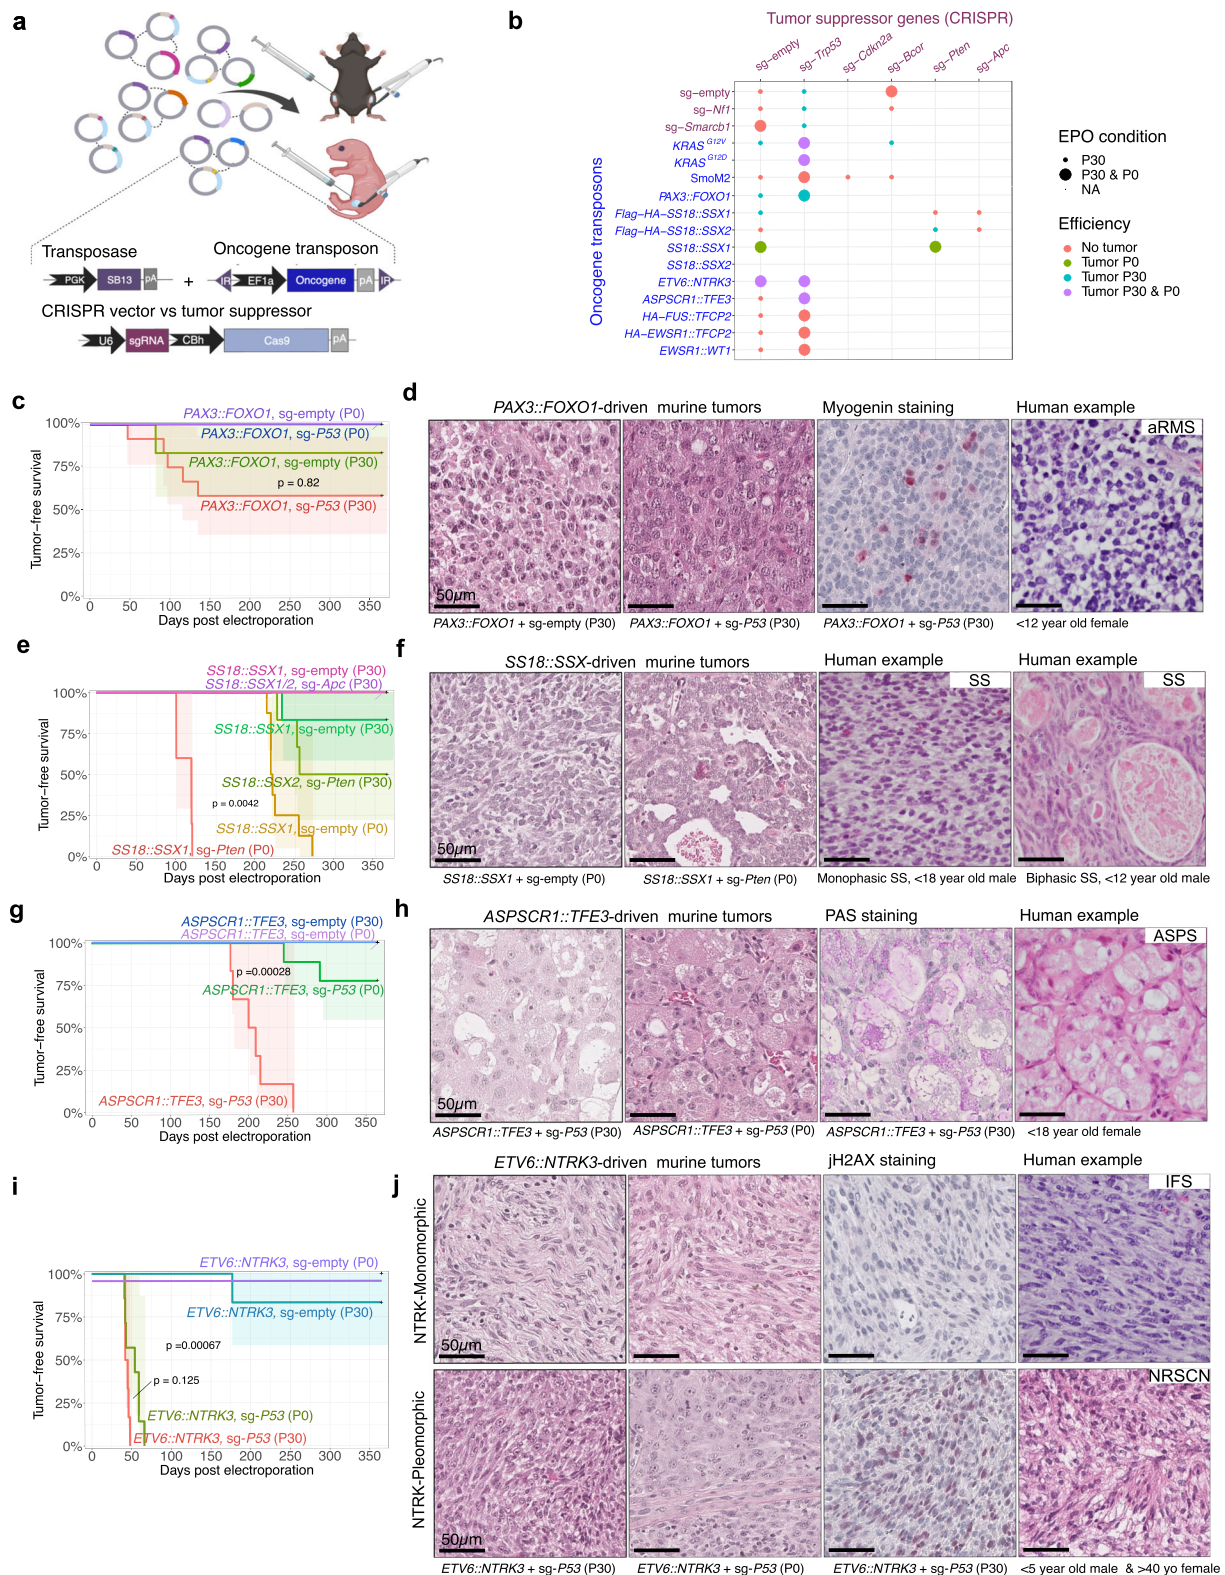 a
Transposase
Oncogene transposon
PGK
SB13
pA
+
IR
EF1a
Oncogene
pA
IR
CRISPR vector vs tumor suppressor
U6
sgRNA
CBh
Cas9
pA
b
Tumor suppressor genes (CRISPR)
sg-empty
sg-Trp53
sg-Cdkn2a
sg-Bcor
sg-Pten
sg-Apc
Oncogene transposons
sg-empty
sg-Nf1
sg-Smarcb1
KRAS G12V
KRAS G12D
SmoM2
PAX3::FOXO1
Flag-HA-SS18::SSX1
Flag-HA-SS18::SSX2
SS18::SSX1
SS18::SSX2
ETV6::NTRK3
ASPSCR1::TFE3
HA-FUS::TFCP2
HA-EWSR1::TFCP2
EWSR1::WT1
EPO condition
P30
P30 & P0
NA
Efficiency
No tumor
Tumor P0
Tumor P30
Tumor P30 & P0
c
Tumor-free survival
100%
75%
50%
25%
0%
PAX3::FOXO1, sg-empty (P0)
PAX3::FOXO1, sg-P53 (P0)
PAX3::FOXO1, sg-empty (P30)
p = 0.82
PAX3::FOXO1, sg-P53 (P30)
0 50 100 150 200 250 300 350
Days post electroporation
d
PAX3::FOXO1-driven murine tumors
Myogenin staining
Human example
aRMS
50µm
PAX3::FOXO1 + sg-empty (P30)
PAX3::FOXO1 + sg-P53 (P30)
PAX3::FOXO1 + sg-P53 (P30)
<12 year old female
e
Tumor-free survival
100%
75%
50%
25%
0%
SS18::SSX1, sg-empty (P30)
SS18::SSX1/2, sg-Apc (P30)
SS18::SSX1, sg-empty (P30)
SS18::SSX2, sg-Pten (P30)
p = 0.0042
SS18::SSX1, sg-empty (P0)
SS18::SSX1, sg-Pten (P0)
0 50 100 150 200 250 300 350
Days post electroporation
f
SS18::SSX-driven murine tumors
Human example
Human example
SS
SS
50µm
SS18::SSX1 + sg-empty (P0)
SS18::SSX1 + sg-Pten (P0)
Monophasic SS, <18 year old male
Biphasic SS, <12 year old male
g
Tumor-free survival
100%
75%
50%
25%
0%
ASPSCR1::TFE3, sg-empty (P30)
ASPSCR1::TFE3, sg-empty (P0)
p =0.00028
ASPSCR1::TFE3, sg-P53 (P0)
ASPSCR1::TFE3, sg-P53 (P30)
0 50 100 150 200 250 300 350
Days post electroporation
h
ASPSCR1::TFE3-driven murine tumors
PAS staining
Human example
ASPS
50µm
ASPSCR1::TFE3 + sg-P53 (P30)
ASPSCR1::TFE3 + sg-P53 (P0)
ASPSCR1::TFE3 + sg-P53 (P30)
<18 year old female
i
Tumor-free survival
100%
75%
50%
25%
0%
ETV6::NTRK3, sg-empty (P0)
ETV6::NTRK3, sg-empty (P30)
p =0.00067
p = 0.125
ETV6::NTRK3, sg-P53 (P0)
ETV6::NTRK3, sg-P53 (P30)
0 50 100 150 200 250 300 350
Days post electroporation
j
ETV6::NTRK3-driven murine tumors
jH2AX staining
Human example
NTRK-Monomorphic
IFS
50µm
NTRK-Pleomorphic
NRSCN
50µm
ETV6::NTRK3 + sg-P53 (P30)
ETV6::NTRK3 + sg-P53 (P0)
ETV6::NTRK3 + sg-P53 (P30)
<5 year old male & >40 yo female